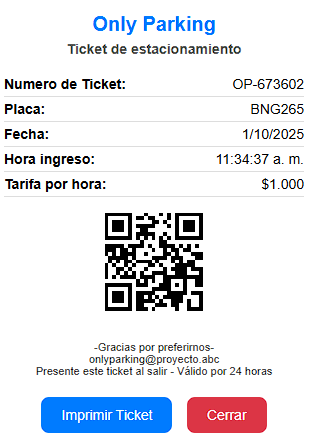 Only Parking
Ticket de estacionamiento
Numero de Ticket: OP-673602
Placa: BNG265
Fecha: 1/10/2025
Hora ingreso: 11:34:37 a. m.
Tarifa por hora: $1.000
-Gracias por preferirnos-
onlyparking@proyecto.abc
Presente este ticket al salir - Válido por 24 horas
Imprimir Ticket Cerrar